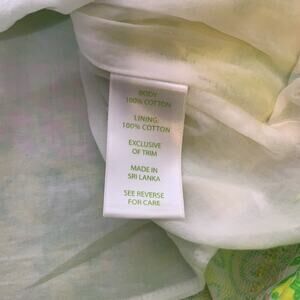 BODY:
100% COTTON
LINING:
100% COTTON
EXCLUSIVE
OF TRIM
MADE IN
SRI LANKA
SEE REVERSE
FOR CARE